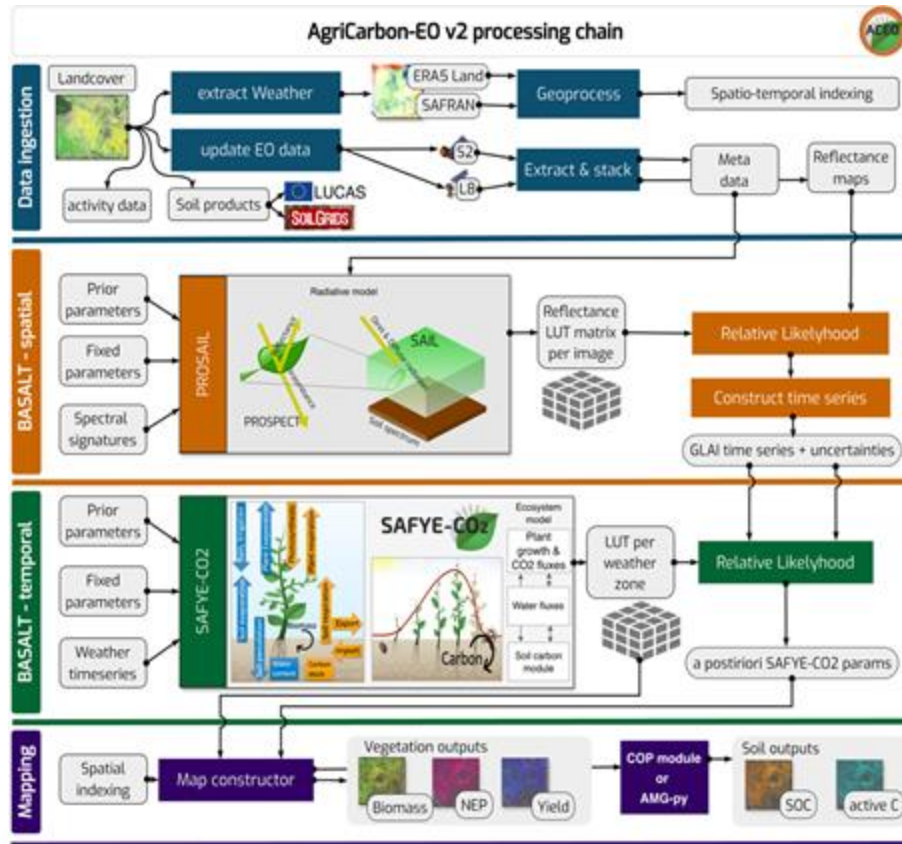 AgriCarbon-EO v2 processing chain
ACEO
Data ingestion
Landcover
extract Weather
ERA5 Land
SAFRAN
Geoprocess
Spatio-temporal indexing
update EO data
S2
L8
Extract & stack
Meta
data
Reflectance
maps
activity data
Soil products
LUCAS
SOILGRIDS
BASALT - spatial
Prior
parameters
Fixed
parameters
Spectral
signatures
PROSAIL
Radiative model
PROSPECT
SAIL
Soil spectrum
Reflectance
LUT matrix
per image
Relative Likelyhood
Construct time series
GLAI time series + uncertainties
BASALT - temporal
Prior
parameters
Fixed
parameters
Weather
timeseries
SAFYE-CO2
Export
Import
Water
content
Carbon
stock
SAFYE-CO2
Carbon
Ecosystem
model
Plant
growth &
CO2 fluxes
Water fluxes
Soil carbon
module
LUT per
weather
zone
Relative Likelyhood
a postiriori SAFYE-CO2 params
Mapping
Spatial
indexing
Map constructor
Vegetation outputs
Biomass
NEP
Yield
COP module
or
AMG-py
Soil outputs
SOC
active C